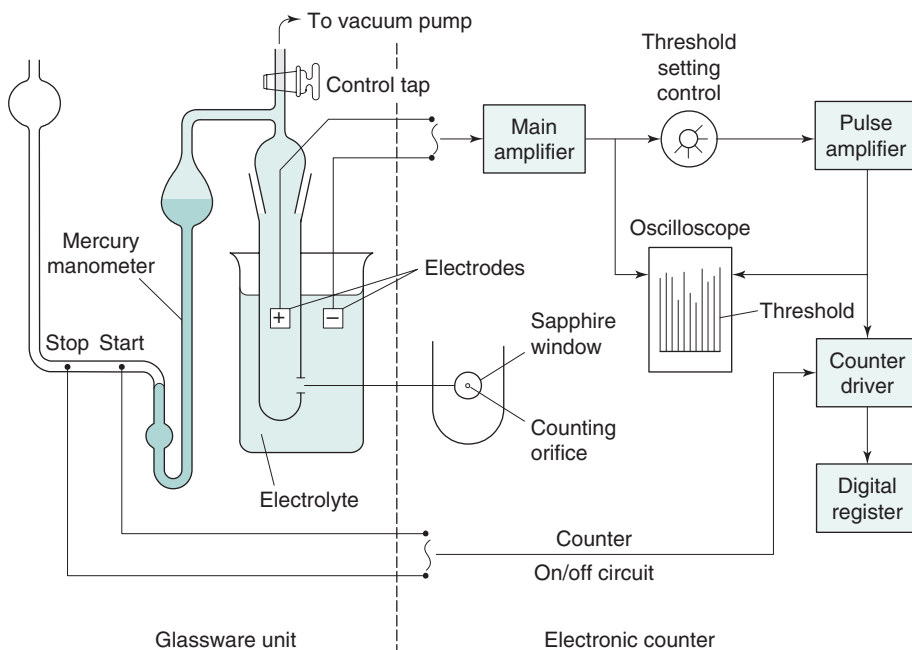 To vacuum pump
Control tap
Threshold
setting
control
Main
amplifier
Pulse
amplifier
Oscilloscope
Mercury
manometer
Electrodes
+
−
Threshold
Stop
Start
Sapphire
window
Counter
driver
Counting
orifice
Electrolyte
Digital
register
Counter
On/off circuit
Glassware unit
Electronic counter